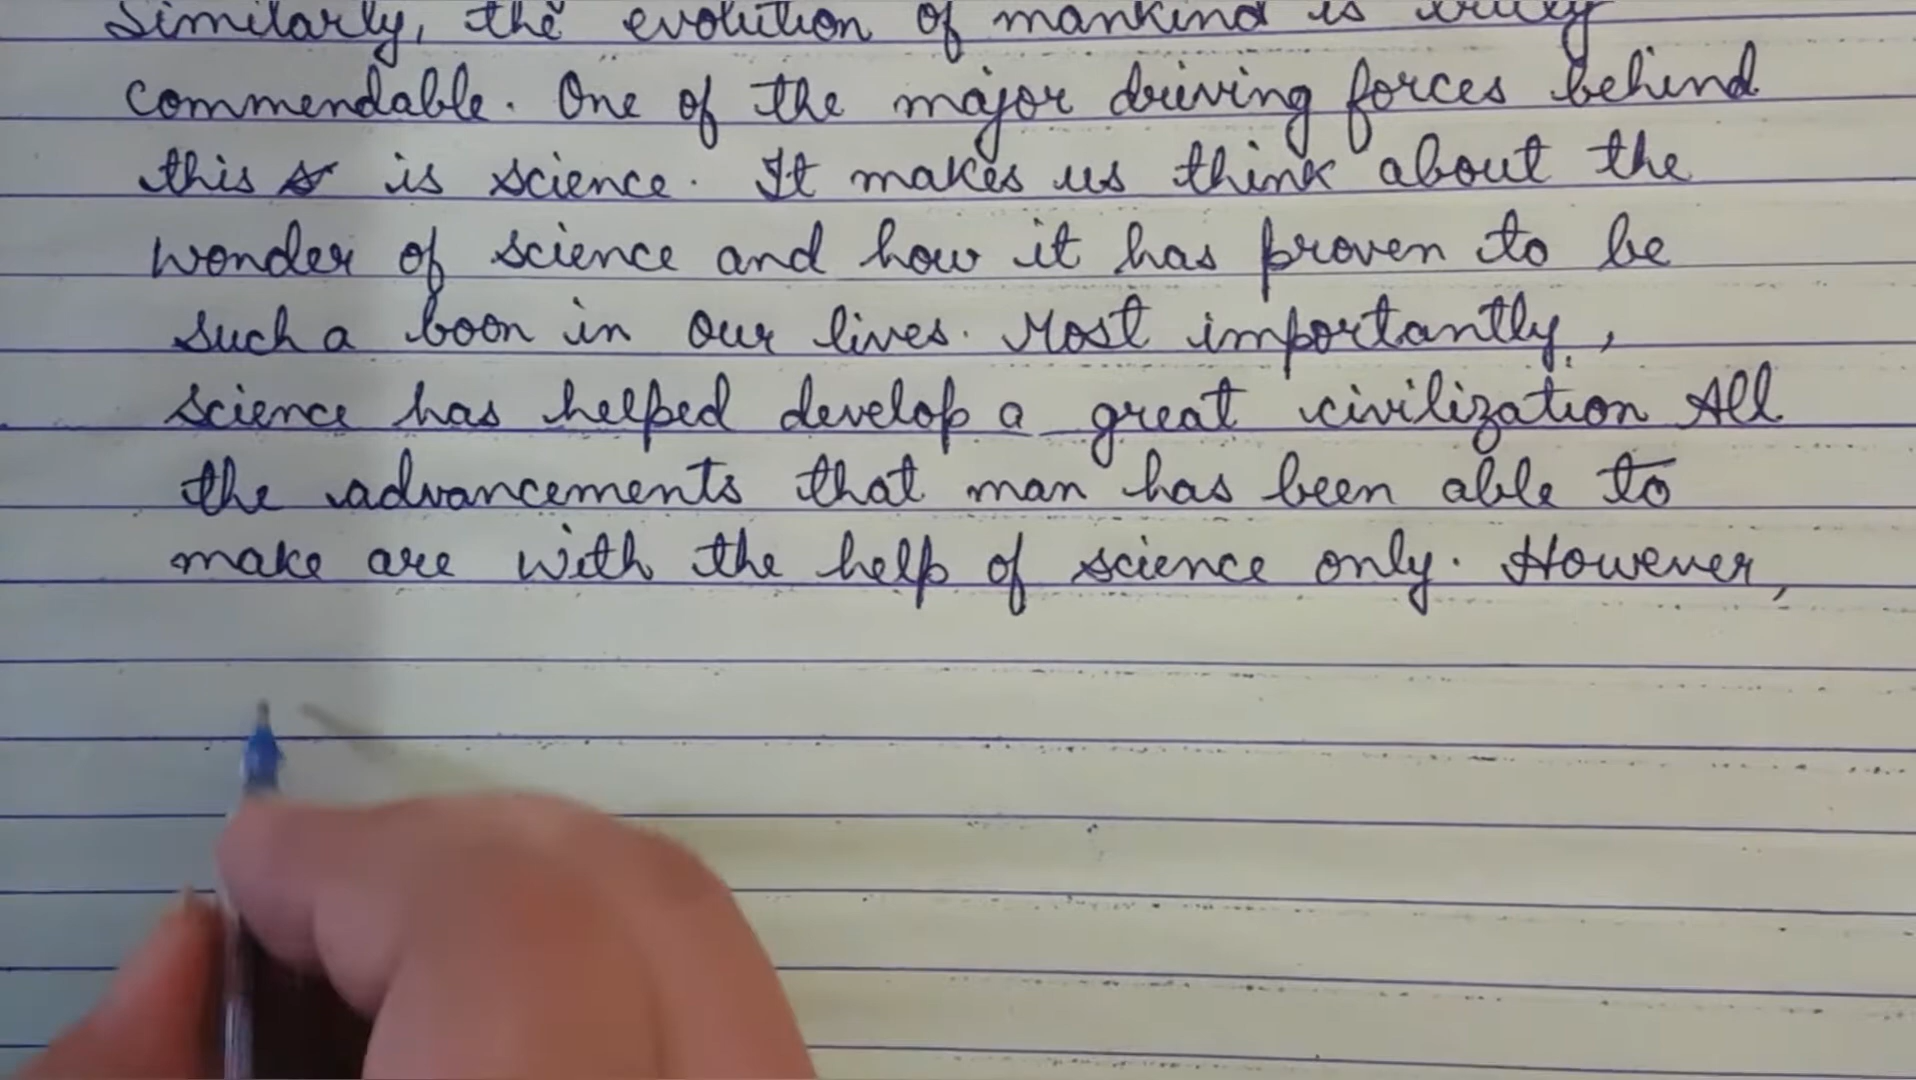 Similarly, the evolution of mankind is truly
commendable. One of the major driving forces behind
this is science. It makes us think about the
wonder of science and how it has proven to be
such a boon in our lives. Most importantly,
science has helped develop a great civilization All
the advancements that man has been able to
make are with the help of science only. However,